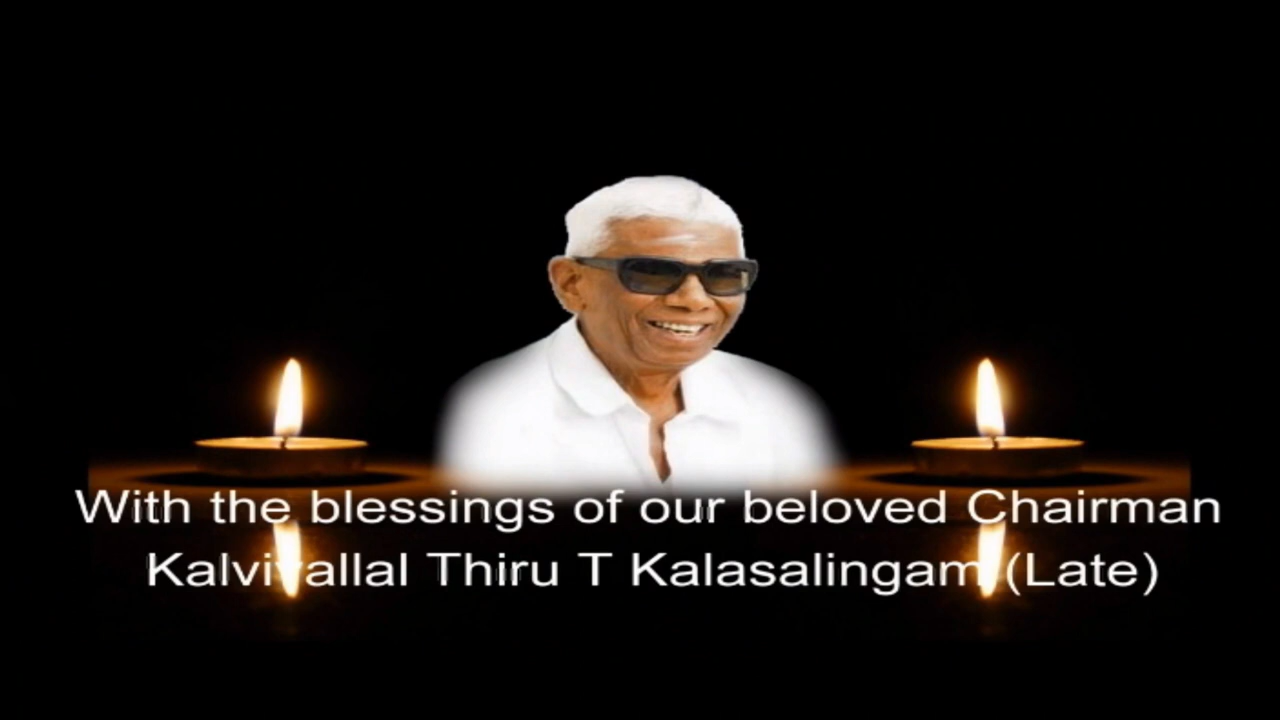 With the blessings of our beloved Chairman
Kalvivallal Thiru T Kalasalingam (Late)